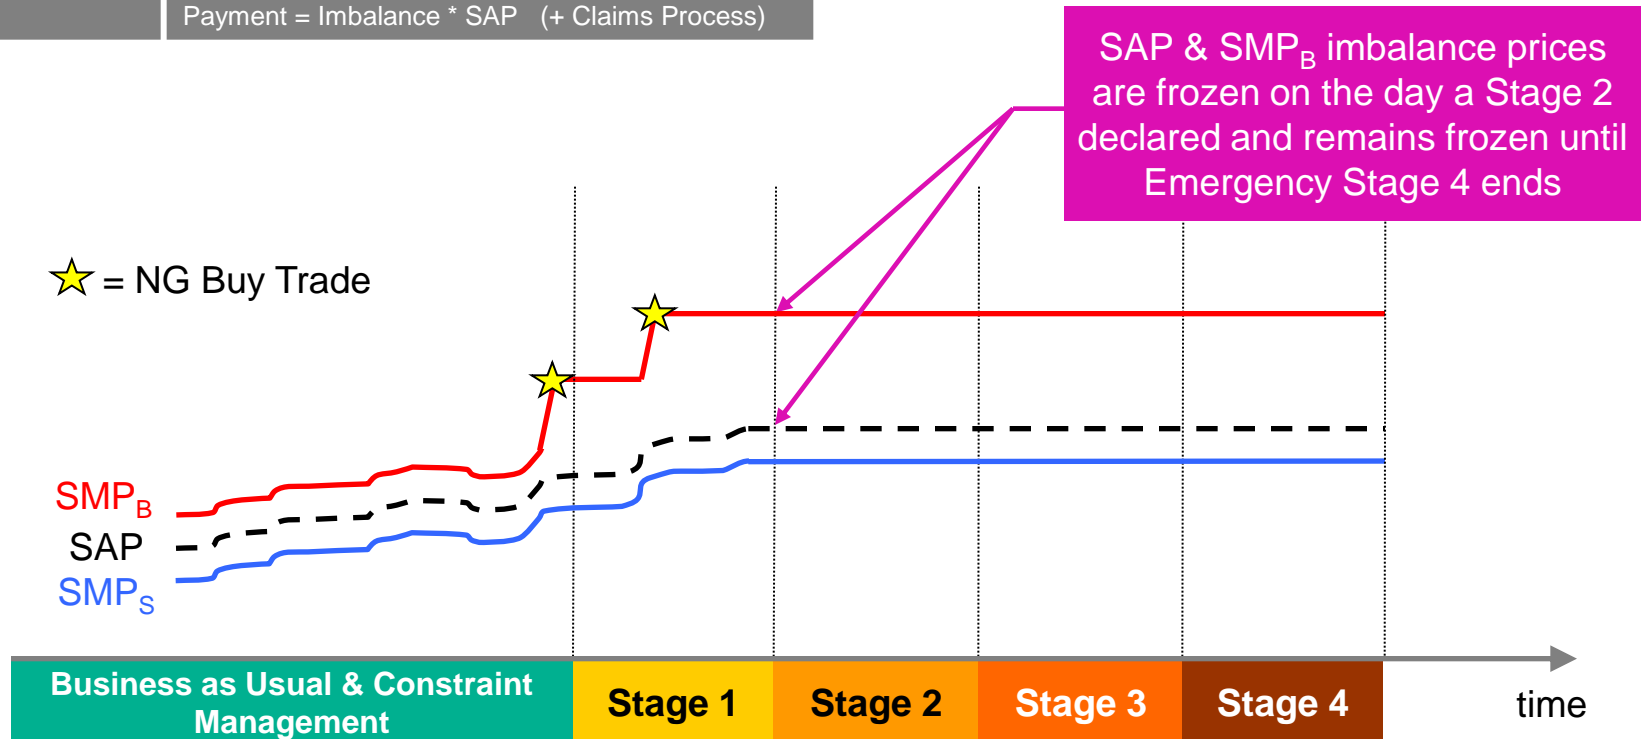 Payment = Imbalance * SAP (+ Claims Process)
SAP & SMPB imbalance prices
are frozen on the day a Stage 2
declared and remains frozen until
Emergency Stage 4 ends
= NG Buy Trade
SMPB
SAP
SMPS
Business as Usual & Constraint
Management
Stage 1
Stage 2
Stage 3
Stage 4
time